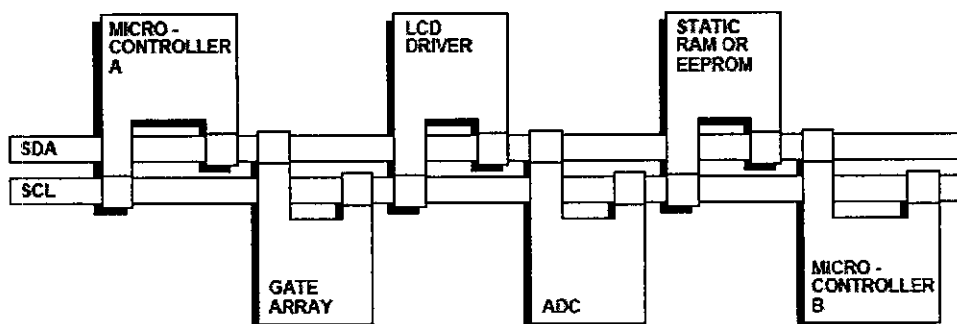 MICRO -
CONTROLLER
A
LCD
DRIVER
STATIC
RAM OR
EEPROM
SDA
SCL
GATE
ARRAY
ADC
MICRO -
CONTROLLER
B